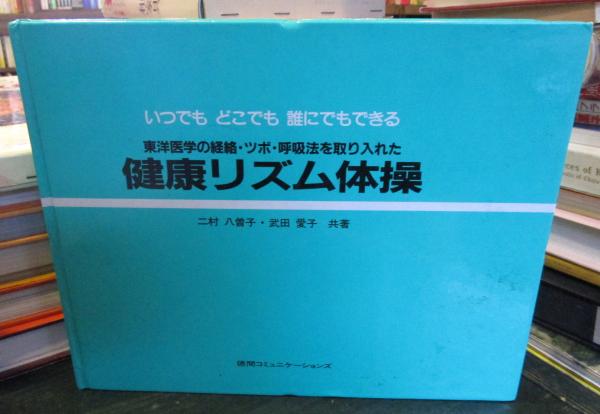 いつでも どこでも 誰にでもできる
東洋医学の経絡・ツボ・呼吸法を取り入れた
健康リズム体操
二村 八曽子・武田 愛子 共著
徳間コミュニケーションズ